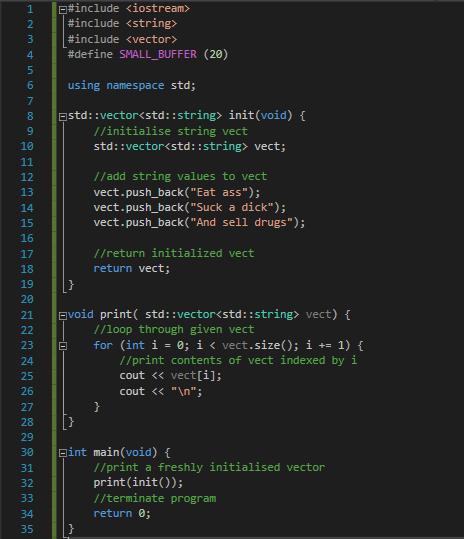 1 #include <iostream>
2 #include <string>
3 #include <vector>
4 #define SMALL_BUFFER (20)
5
6 using namespace std;
7
8 std::vector<std::string> init(void) {
9 //initialise string vect
10 std::vector<std::string> vect;
11
12 //add string values to vect
13 vect.push_back("Eat ass");
14 vect.push_back("Suck a dick");
15 vect.push_back("And sell drugs");
16
17 //return initialized vect
18 return vect;
19 }
20
21 void print( std::vector<std::string> vect) {
22 //loop through given vect
23 for (int i = 0; i < vect.size(); i += 1) {
24 //print contents of vect indexed by i
25 cout << vect[i];
26 cout << "\n";
27 }
28 }
29
30 int main(void) {
31 //print a freshly initialised vector
32 print(init());
33 //terminate program
34 return 0;
35 }